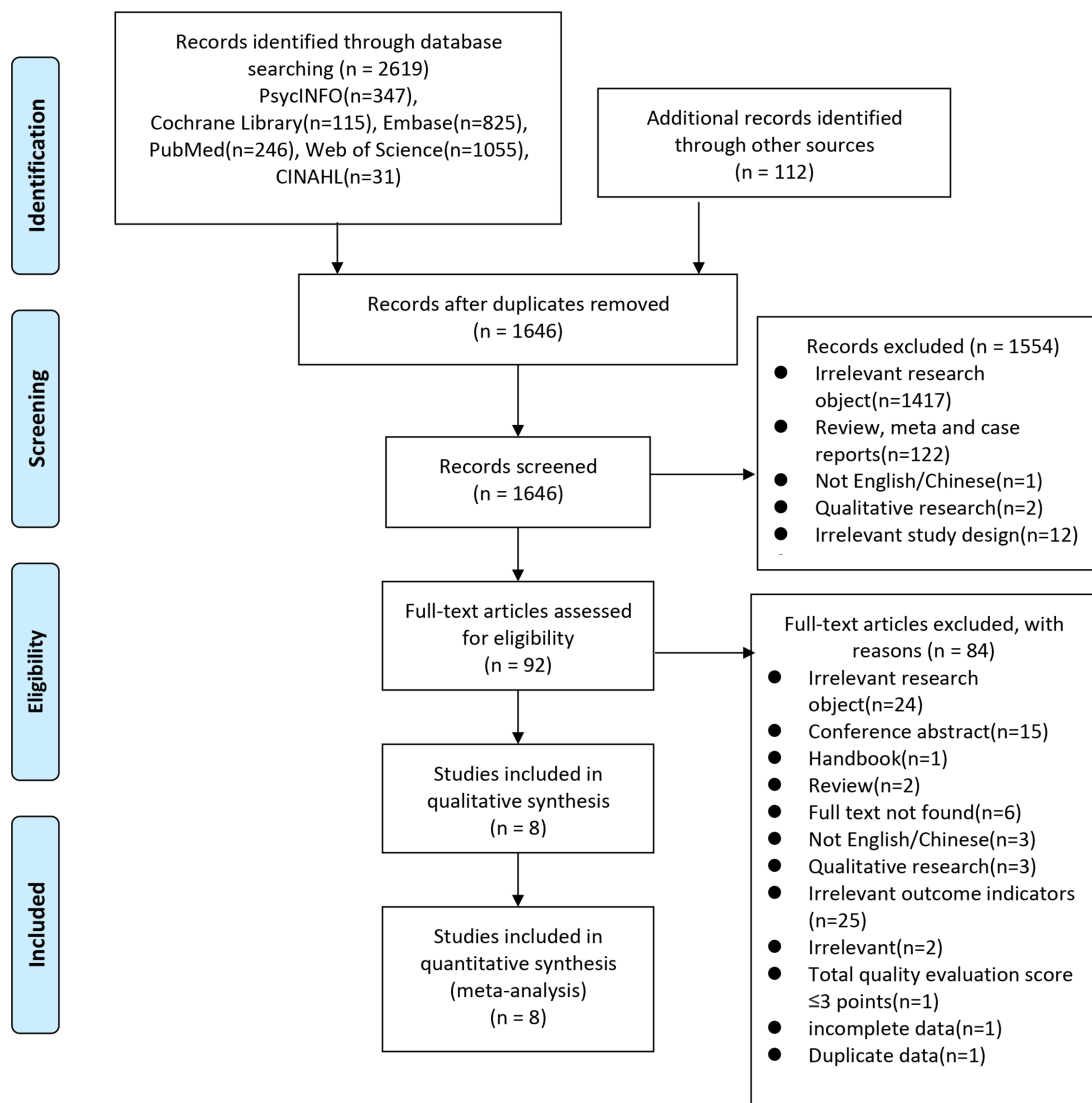 Identification
Records identified through database
searching (n = 2619)
PsycINFO(n=347),
Cochrane Library(n=115), Embase(n=825),
PubMed(n=246), Web of Science(n=1055),
CINAHL(n=31)
Additional records identified
through other sources
(n = 112)
Records after duplicates removed
(n = 1646)
Screening
Records screened
(n = 1646)
Records excluded (n = 1554)
● Irrelevant research
object(n=1417)
● Review, meta and case
reports(n=122)
● Not English/Chinese(n=1)
● Qualitative research(n=2)
● Irrelevant study design(n=12)
Eligibility
Full-text articles assessed
for eligibility
(n = 92)
Full-text articles excluded, with
reasons (n = 84)
● Irrelevant research
object(n=24)
● Conference abstract(n=15)
● Handbook(n=1)
● Review(n=2)
● Full text not found(n=6)
● Not English/Chinese(n=3)
● Qualitative research(n=3)
● Irrelevant outcome indicators
(n=25)
● Irrelevant(n=2)
● Total quality evaluation score
≤3 points(n=1)
● incomplete data(n=1)
● Duplicate data(n=1)
Studies included in
qualitative synthesis
(n = 8)
Included
Studies included in
quantitative synthesis
(meta-analysis)
(n = 8)